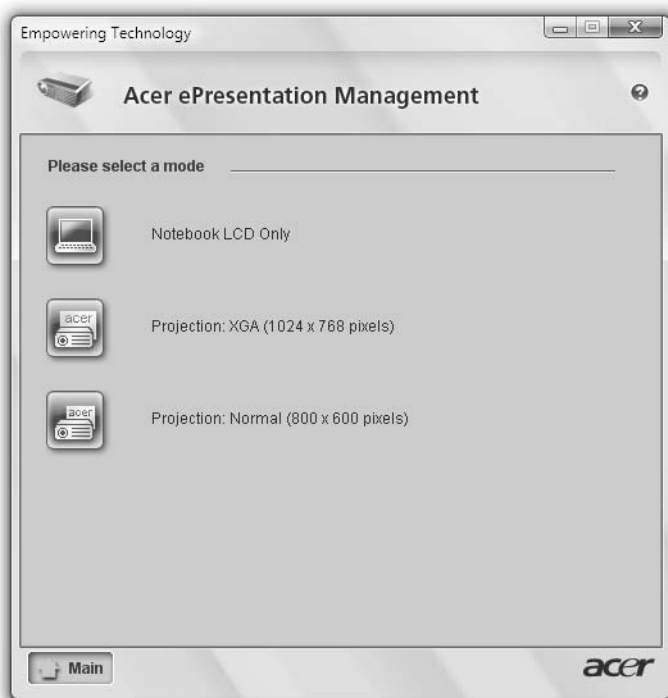 Empowering Technology
Acer ePresentation Management
Please select a mode
Notebook LCD Only
acer
Projection: XGA (1024 x 768 pixels)
acer
Projection: Normal (800 x 600 pixels)
Main
acer